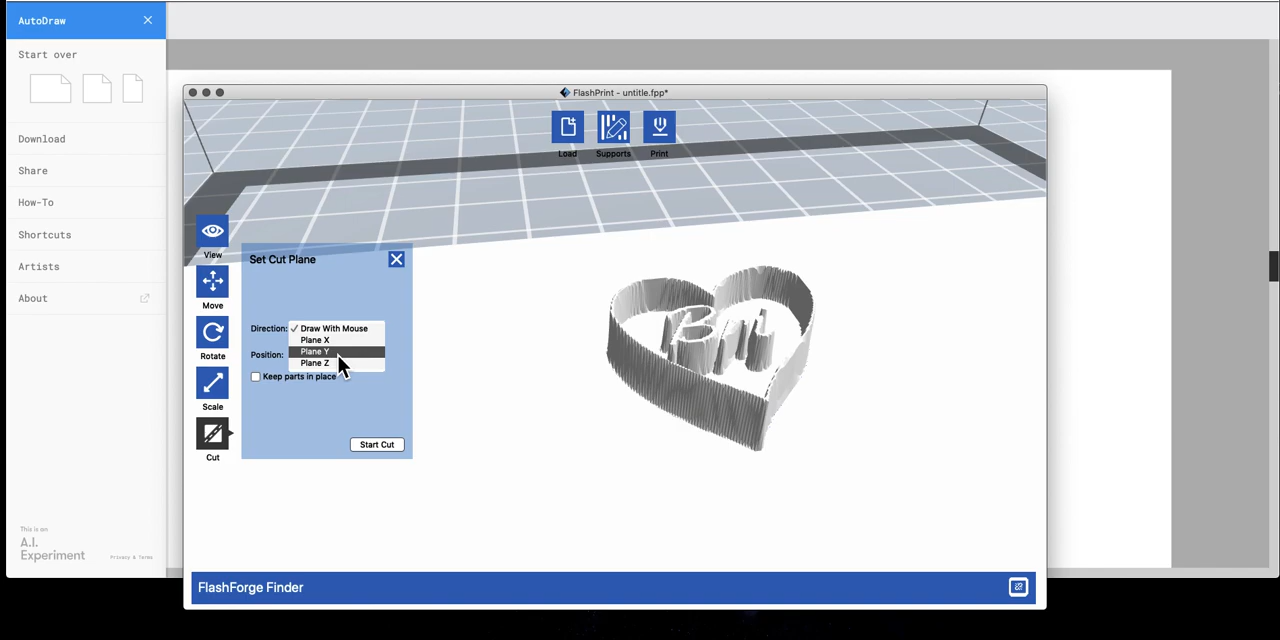 AutoDraw
Start over
Download
Share
How-To
Shortcuts
Artists
About
This is an
A.I.
Experiment
Privacy & Terms
FlashPrint - untitle.fpp*
Load
Supports
Print
View
Move
Rotate
Scale
Cut
Set Cut Plane
Direction:
✓ Draw With Mouse
Plane X
Plane Y
Plane Z
Position:
Keep parts in place
Start Cut
FlashForge Finder